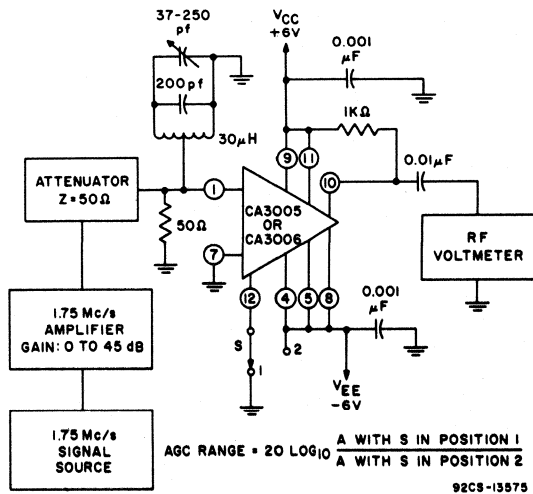 37-250
pf
200pf
30μH
VCC
+6V
0.001
μF
1KΩ
0.01μF
ATTENUATOR
Z=50Ω
50Ω
1
7
9
11
10
CA3005
OR
CA3006
12
4
5
8
RF
VOLTMETER
0.001
μF
1.75 Mc/s
AMPLIFIER
GAIN: 0 TO 45 dB
S
1
2
VEE
-6V
1.75 Mc/s
SIGNAL
SOURCE
AGC RANGE = 20 LOG10 A WITH S IN POSITION 1
A WITH S IN POSITION 2
92CS-13575